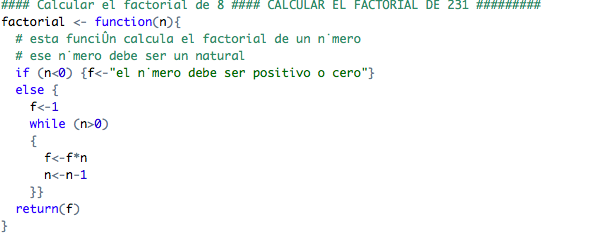 #### Calcular el factorial de 8 #### CALCULAR EL FACTORIAL DE 231 #########
factorial <- function(n){
# esta funciÛn calcula el factorial de un n˙mero
# ese n˙mero debe ser un natural
if (n<0) {f<-"el n˙mero debe ser positivo o cero"}
else {
f<-1
while (n>0)
{
f<-f*n
n<-n-1
}}
return(f)
}